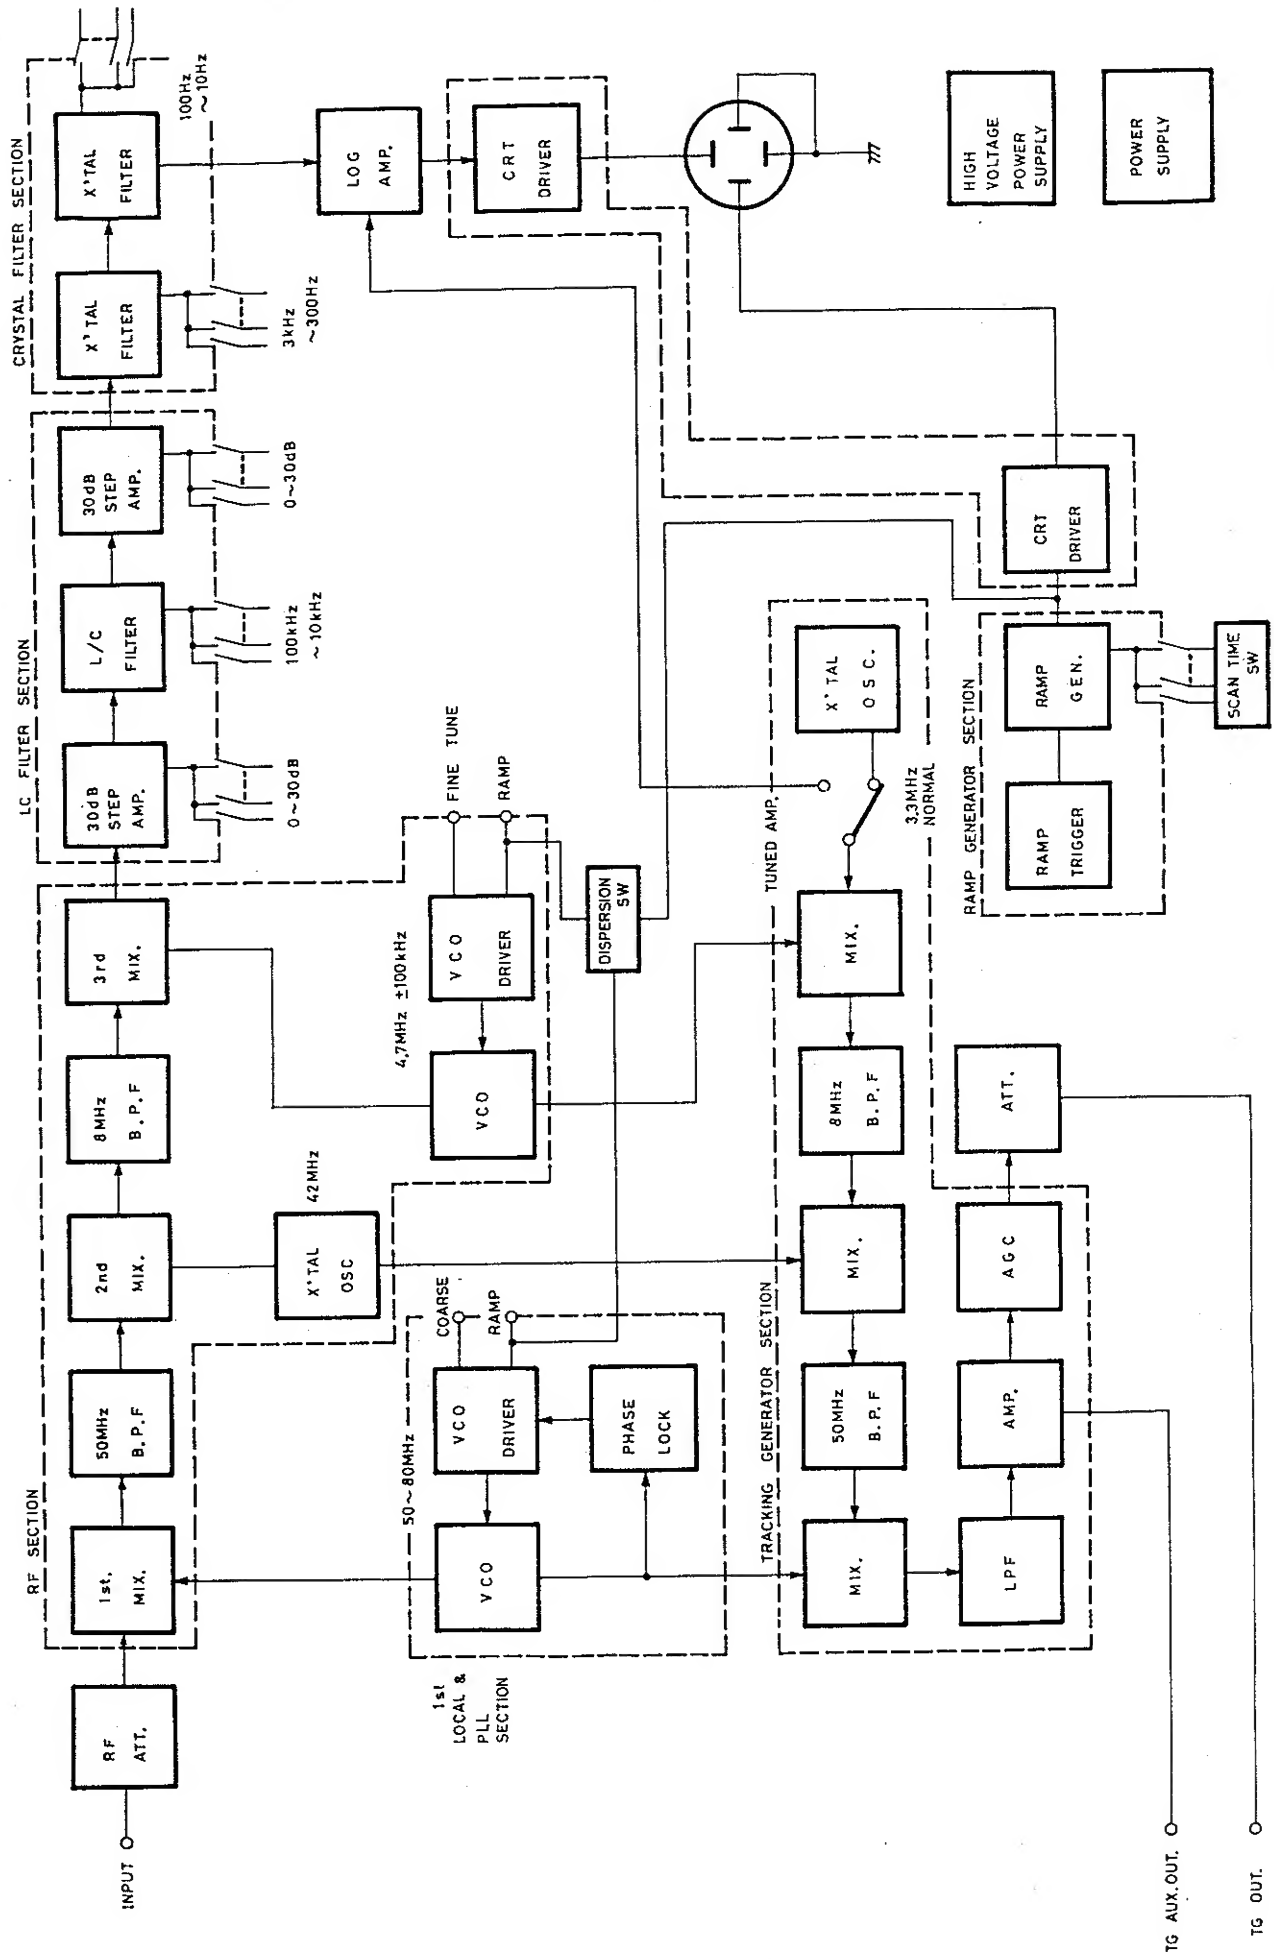 INPUT
RF
ATT.
RF SECTION
1st.
MIX.
50MHz
B.P.F
2nd
MIX.
8MHz
B.P.F
3rd
MIX.
LC FILTER SECTION
30dB
STEP
AMP.
0~30dB
L/C
FILTER
100kHz
~10kHz
30dB
STEP
AMP.
0~30dB
CRYSTAL FILTER SECTION
X'TAL
FILTER
3kHz
~300Hz
X'TAL
FILTER
100Hz
~10Hz
X'TAL
OSC
42MHz
LOG
AMP.
CRT
DRIVER
1st
LOCAL &
PLL
SECTION
50~80MHz
VCO
VCO
DRIVER
COARSE
RAMP
PHASE
LOCK
4.7MHz ±100kHz
VCO
VCO
DRIVER
FINE TUNE
RAMP
DISPERSION
SW
TRACKING GENERATOR SECTION
MIX.
50MHz
B.P.F
MIX.
8MHz
B.P.F
MIX.
TUNED AMP.
X'TAL
OSC.
3.3MHz
NORMAL
LPF
AMP.
AGC
ATT.
RAMP GENERATOR SECTION
RAMP
TRIGGER
RAMP
GEN.
SCAN TIME
SW
CRT
DRIVER
HIGH
VOLTAGE
POWER
SUPPLY
POWER
SUPPLY
TG AUX.OUT.
TG OUT.